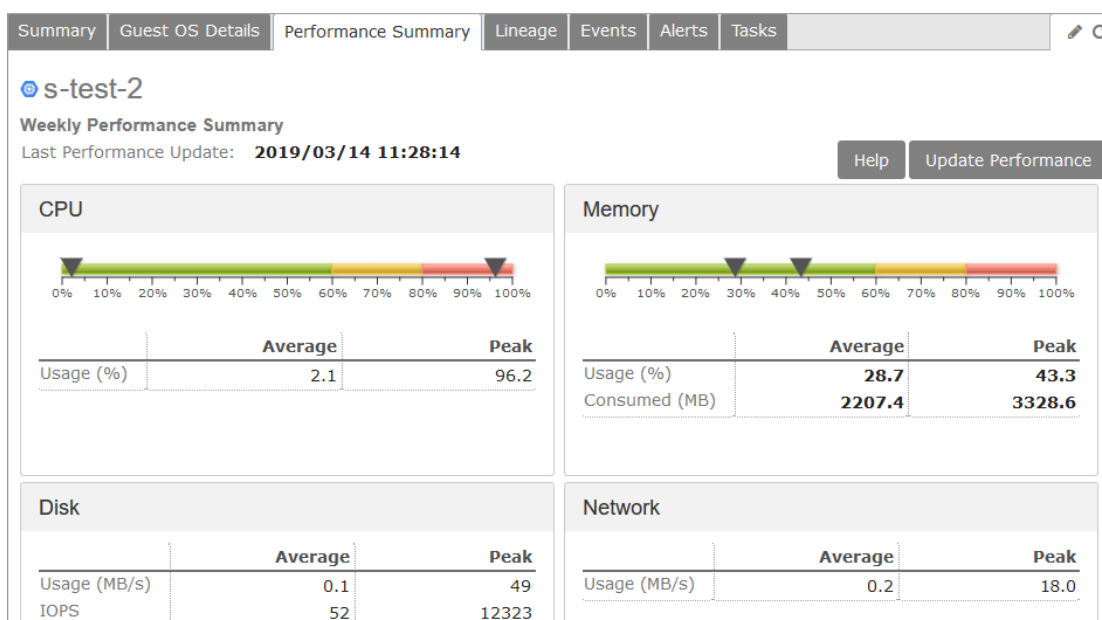 Summary Guest OS Details Performance Summary Lineage Events Alerts Tasks
s-test-2
Weekly Performance Summary
Last Performance Update: 2019/03/14 11:28:14
Help Update Performance
CPU
0% 10% 20% 30% 40% 50% 60% 70% 80% 90% 100%
Average Peak
Usage (%) 2.1 96.2
Memory
0% 10% 20% 30% 40% 50% 60% 70% 80% 90% 100%
Average Peak
Usage (%) 28.7 43.3
Consumed (MB) 2207.4 3328.6
Disk
Average Peak
Usage (MB/s) 0.1 49
IOPS 52 12323
Network
Average Peak
Usage (MB/s) 0.2 18.0